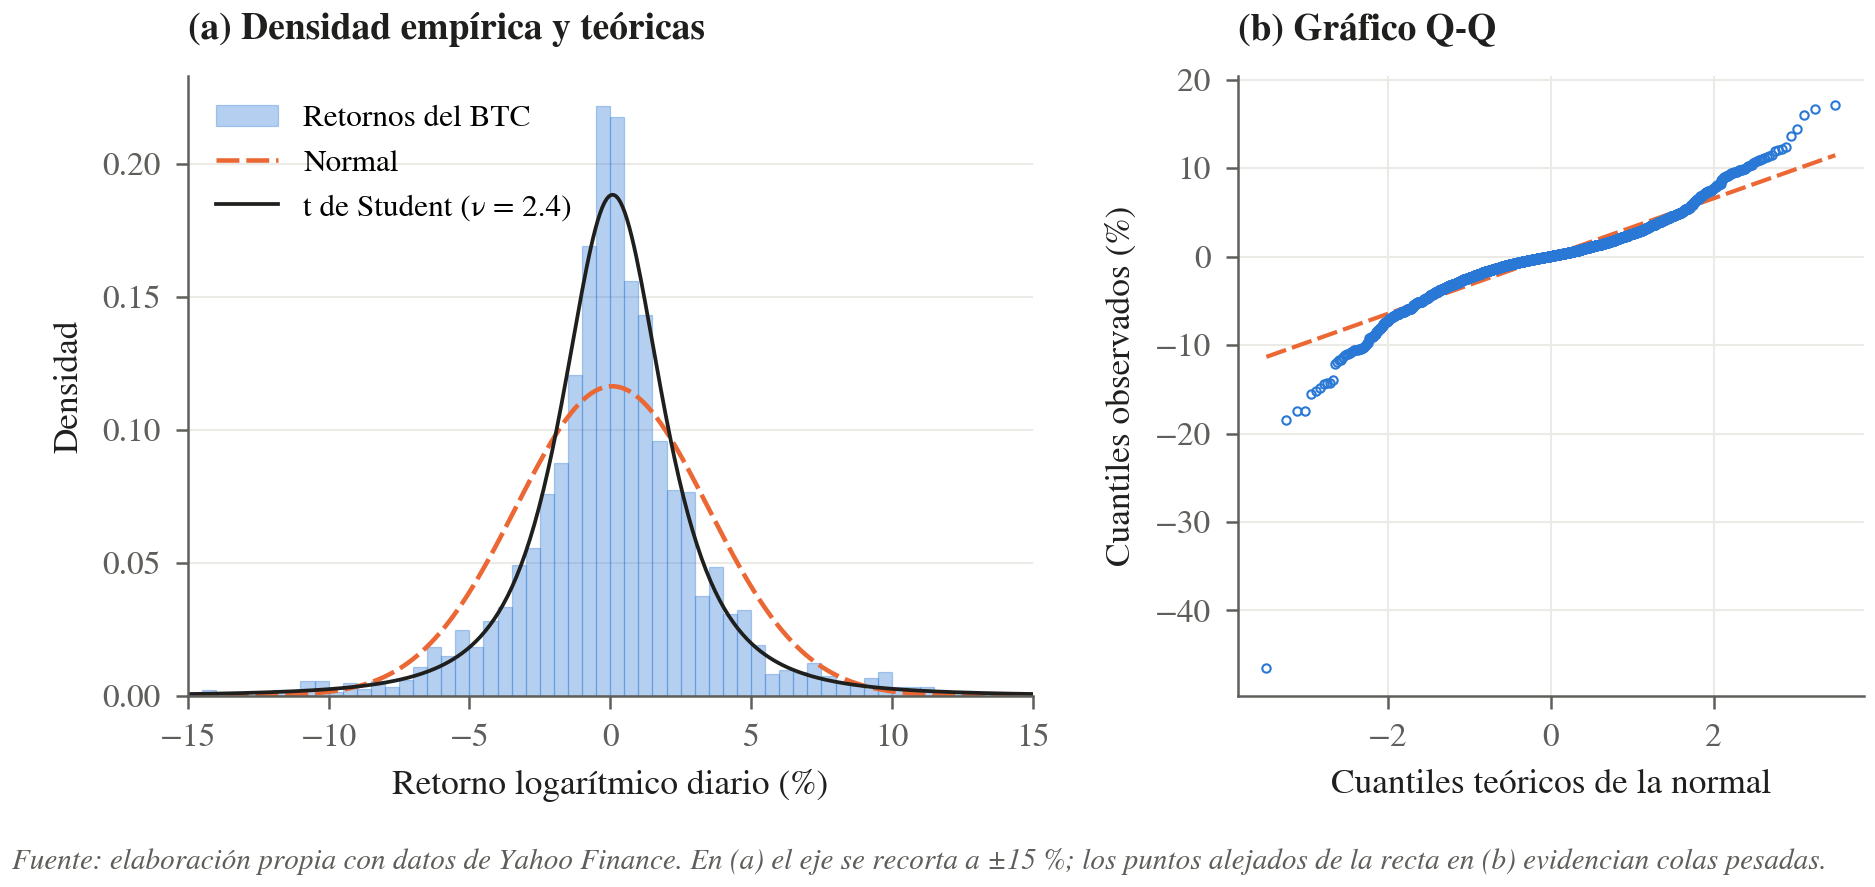 (a) Densidad empírica y teóricas
Retornos del BTC
Normal
t de Student (ν = 2.4)
Densidad
0.20
0.15
0.10
0.05
0.00
−15
−10
−5
0
5
10
15
Retorno logarítmico diario (%)
(b) Gráfico Q-Q
Cuantiles observados (%)
20
10
0
−10
−20
−30
−40
−2
0
2
Cuantiles teóricos de la normal
Fuente: elaboración propia con datos de Yahoo Finance. En (a) el eje se recorta a ±15 %; los puntos alejados de la recta en (b) evidencian colas pesadas.